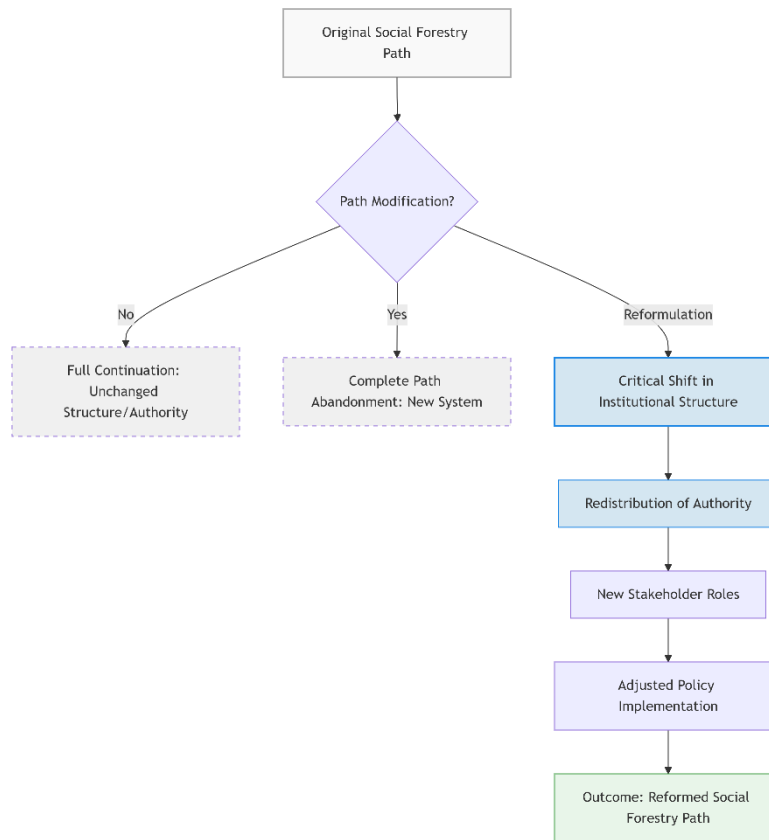 Original Social Forestry
Path
Path Modification?
No
Yes
Reformulation
Full Continuation:
Unchanged
Structure/Authority
Complete Path
Abandonment: New System
Critical Shift in
Institutional Structure
Redistribution of Authority
New Stakeholder Roles
Adjusted Policy
Implementation
Outcome: Reformed Social
Forestry Path